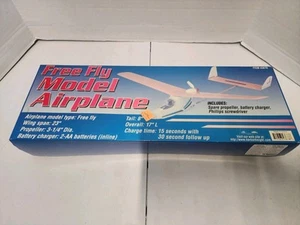 Free Fly
Model
Airplane
Airplane model type: Free fly
Wing span: 23"
Propeller: 3-1/4" Dia.
Battery charger: 2-AA batteries (inline)
Tail: 8"
Overall: 17" L
Charge time: 15 seconds with
30 second follow up
INCLUDES:
Spare propeller, battery charger,
Phillips screwdriver